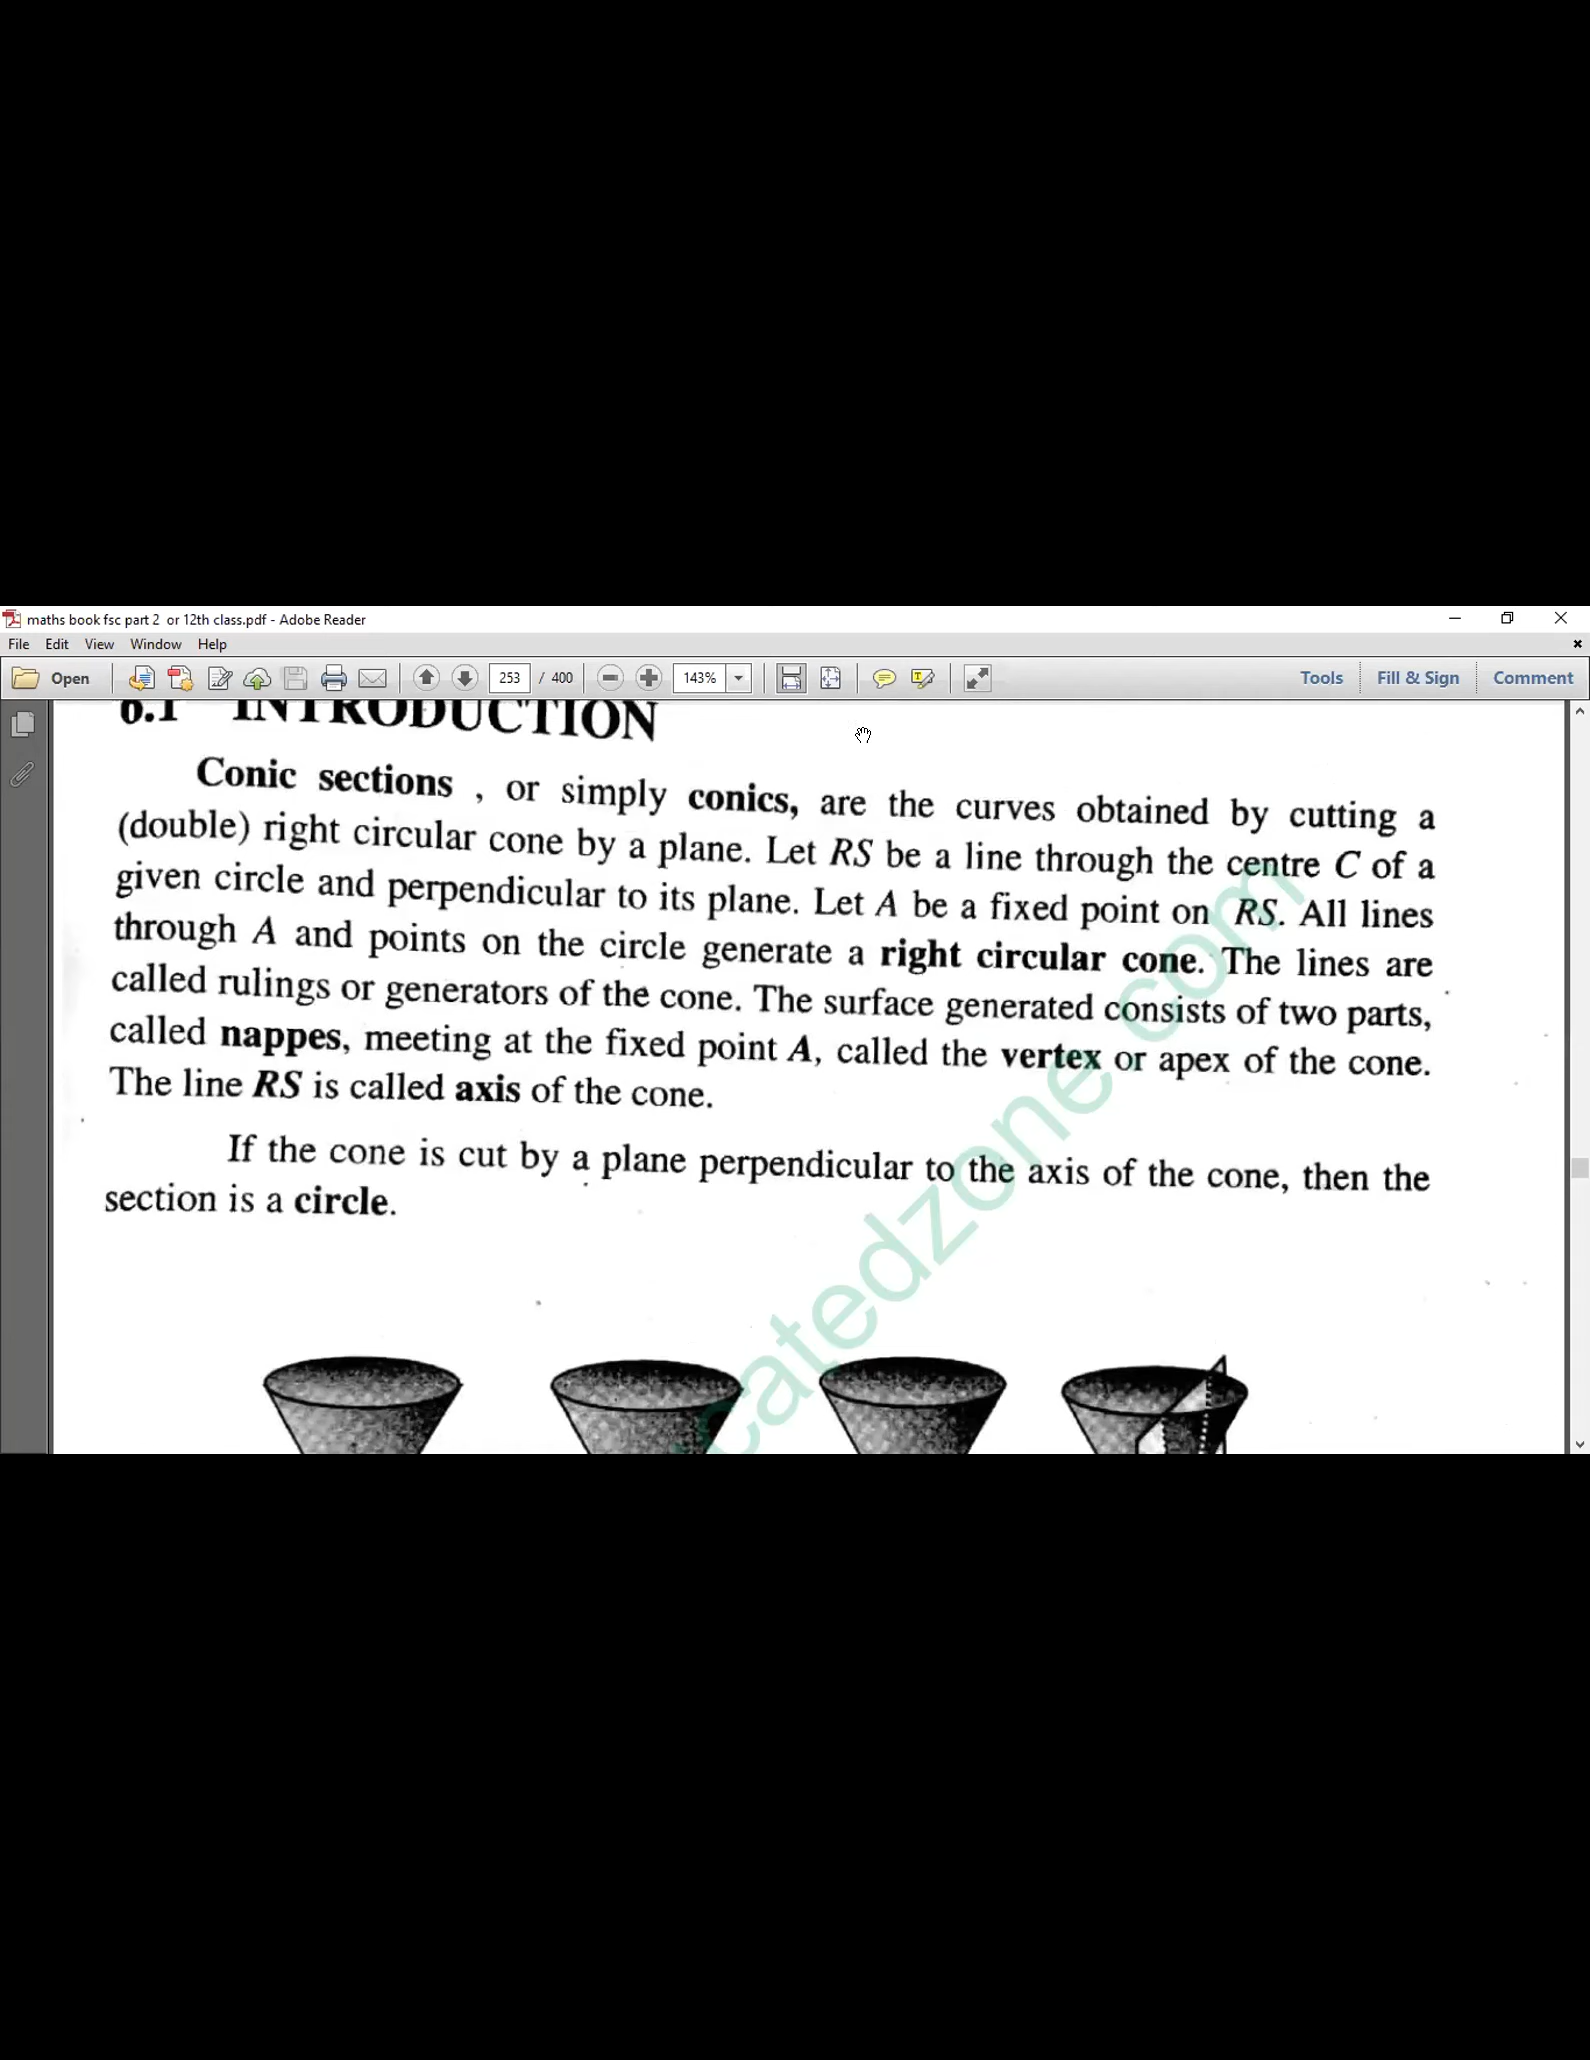 maths book fsc part 2 or 12th class.pdf - Adobe Reader
File Edit View Window Help
Open 253 / 400 143% Tools Fill & Sign Comment
6.1 INTRODUCTION
Conic sections , or simply conics, are the curves obtained by cutting a
(double) right circular cone by a plane. Let RS be a line through the centre C of a
given circle and perpendicular to its plane. Let A be a fixed point on RS. All lines
through A and points on the circle generate a right circular cone. The lines are
called rulings or generators of the cone. The surface generated consists of two parts,
called nappes, meeting at the fixed point A, called the vertex or apex of the cone.
The line RS is called axis of the cone.
If the cone is cut by a plane perpendicular to the axis of the cone, then the
section is a circle.
catedzone.com